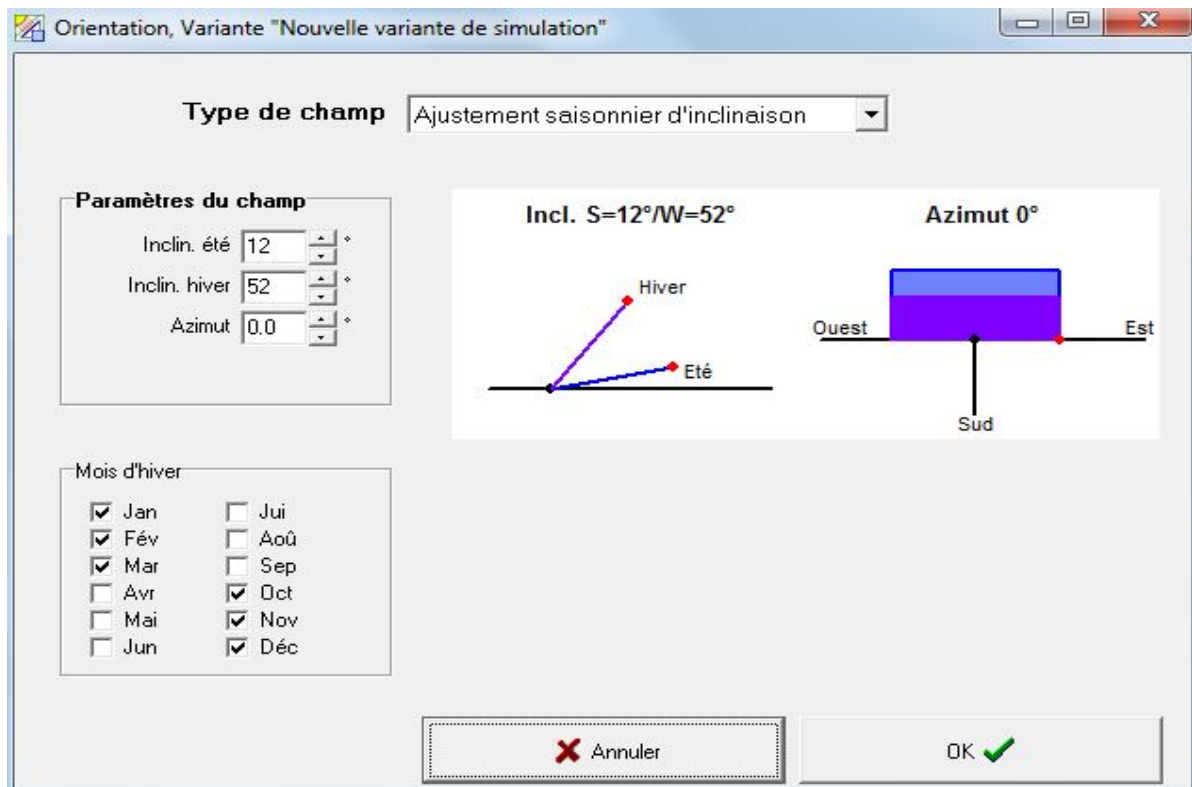 Orientation, Variante "Nouvelle variante de simulation"
Type de champ Ajustement saisonnier d'inclinaison
Paramètres du champ
Inclin. été 12 °
Inclin. hiver 52 °
Azimut 0.0 °
Incl. S=12°/W=52° Azimut 0°
Hiver
Eté
Ouest Est
Sud
Mois d'hiver
Jan Jui
Fév Aoû
Mar Sep
Avr Oct
Mai Nov
Jun Déc
Annuler OK